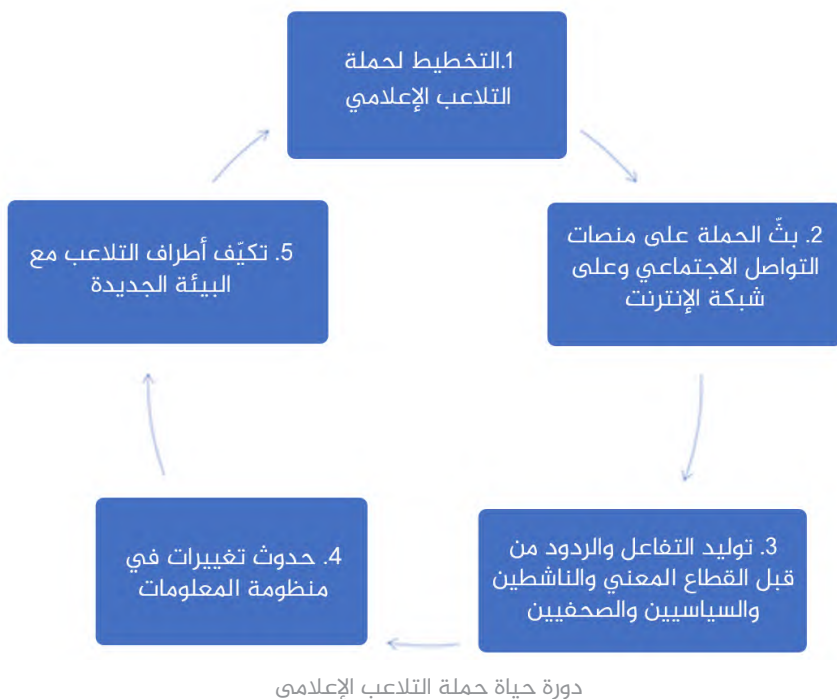 1.التخطيط لحملة
التلاعب الإعلامي
2. بثّ الحملة على منصات
التواصل الاجتماعي وعلى
شبكة الإنترنت
3. توليد التفاعل والردود من
قبل القطاع المعني والناشطين
والسياسيين والصحفيين
4. حدوث تغييرات في
منظومة المعلومات
5. تكيّف أطراف التلاعب مع
البيئة الجديدة
دورة حياة حملة التلاعب الإعلامي